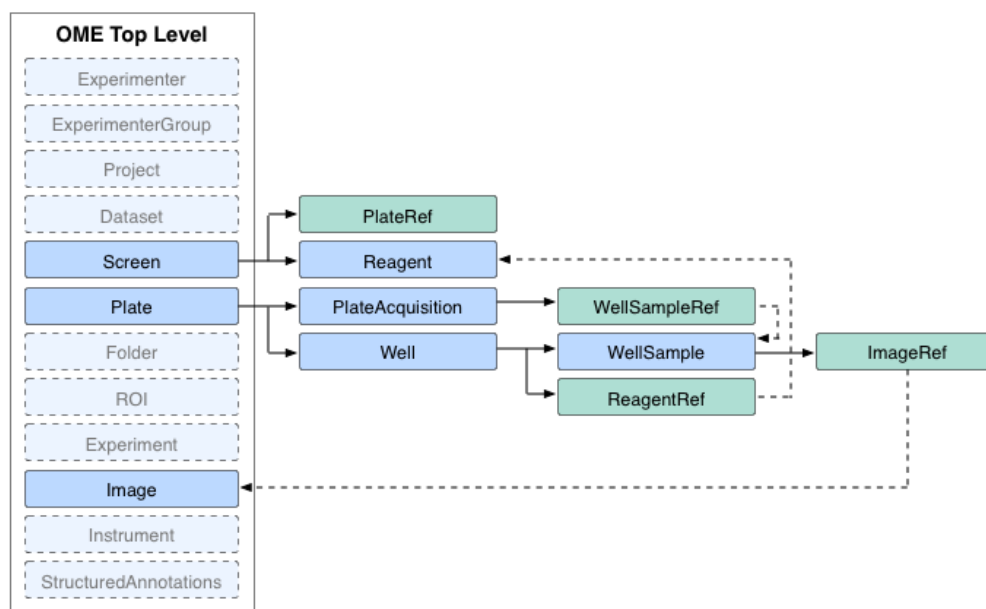 OME Top Level
Experimenter
ExperimenterGroup
Project
Dataset
PlateRef
Screen
Reagent
Plate
PlateAcquisition
WellSampleRef
Folder
Well
WellSample
ImageRef
ROI
ReagentRef
Experiment
Image
Instrument
StructuredAnnotations